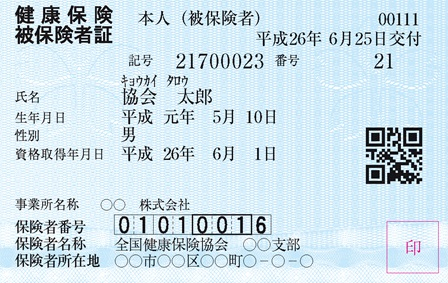 健康保険 本人（被保険者） 00111
被保険者証 平成26年 6月25日交付
記号 21700023 番号 21
キョウカイ タロウ
氏名 協会 太郎
生年月日 平成 元年 5月 10日
性別 男
資格取得年月日 平成 26年 6月 1日
事業所名称 ○○ 株式会社
保険者番号 01010016
保険者名称 全国健康保険協会 ○○支部
保険者所在地 ○○市○○区○○町○－○－○
印